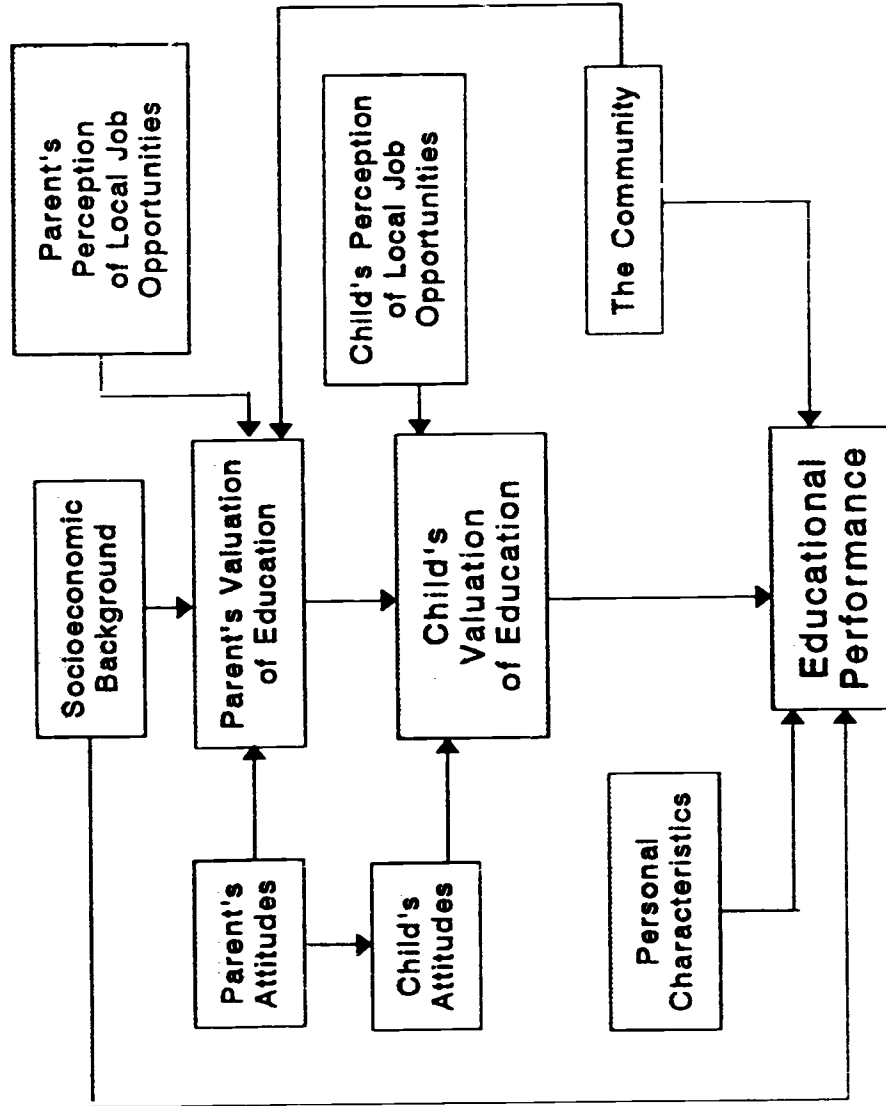 Socioeconomic
Background
Parent's
Perception
of Local Job
Opportunities
Parent's
Attitudes
Parent's Valuation
of Education
Child's
Attitudes
Child's
Valuation
of Education
Child's Perception
of Local Job
Opportunities
Personal
Characteristics
The Community
Educational
Performance